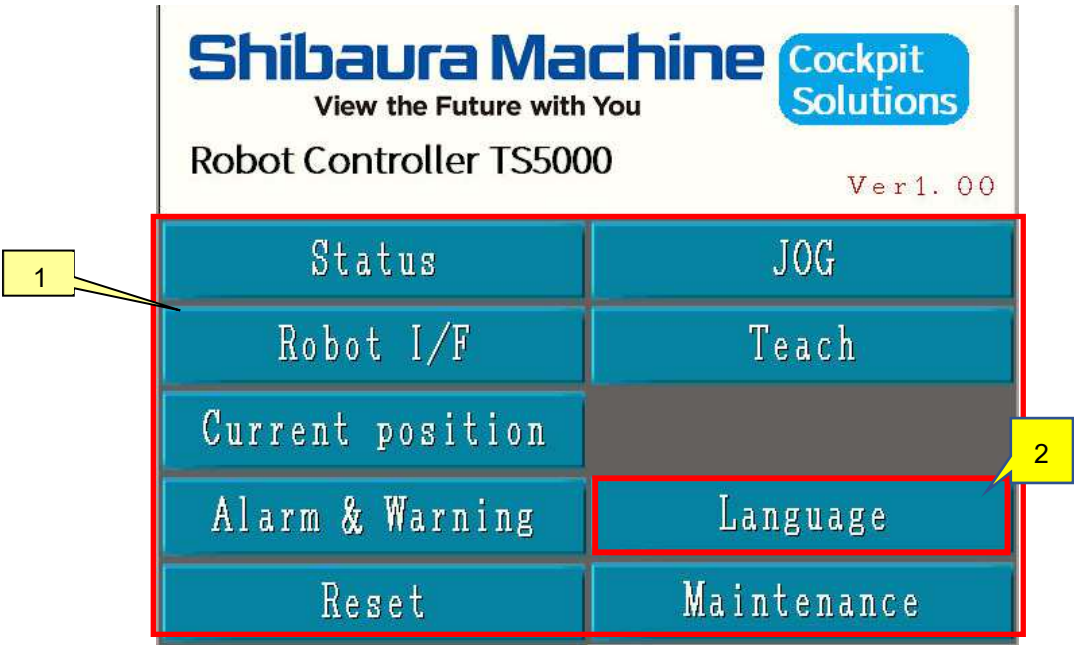 Shibaura Machine
View the Future with You
Cockpit
Solutions
Robot Controller TS5000
Ver1.00
Status
JOG
1
Robot I/F
Teach
Current position
2
Alarm & Warning
Language
Reset
Maintenance